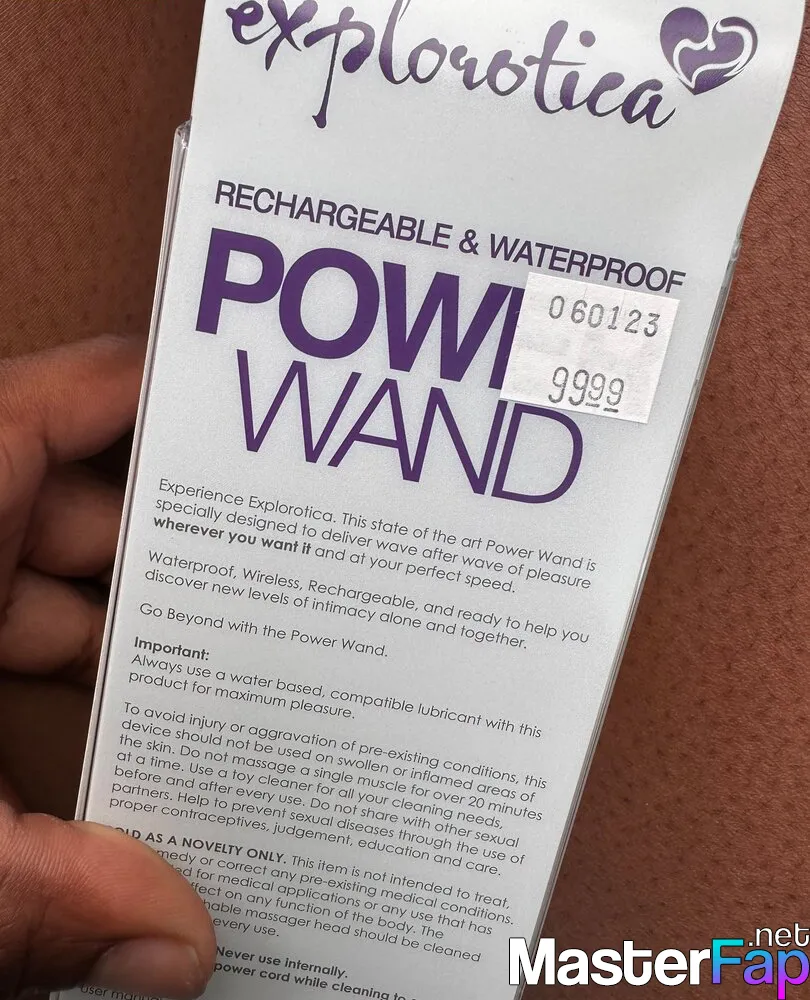 explorotica
RECHARGEABLE & WATERPROOF
POW
060123
9999
WAND
Experience Explorotica. This state of the art Power Wand is
specially designed to deliver wave after wave of pleasure
wherever you want it and at your perfect speed.
Waterproof, Wireless, Rechargeable, and ready to help you
discover new levels of intimacy alone and together.
Go Beyond with the Power Wand.
Important:
Always use a water based, compatible lubricant with this
product for maximum pleasure.
To avoid injury or aggravation of pre-existing conditions, this
device should not be used on swollen or inflamed areas of
the skin. Do not massage a single muscle for over 20 minutes
at a time. Use a toy cleaner for all your cleaning needs,
before and after every use. Do not share with other sexual
partners. Help to prevent sexual diseases through the use of
proper contraceptives, judgement, education and care.
AS A NOVELTY ONLY. This item is not intended to treat,
or correct any pre-existing medical conditions.
for medical applications or any use that has
on any function of the body. The
massager head should be cleaned
every use.
Never use internally.
power cord while cleaning to
user
MasterFap.net